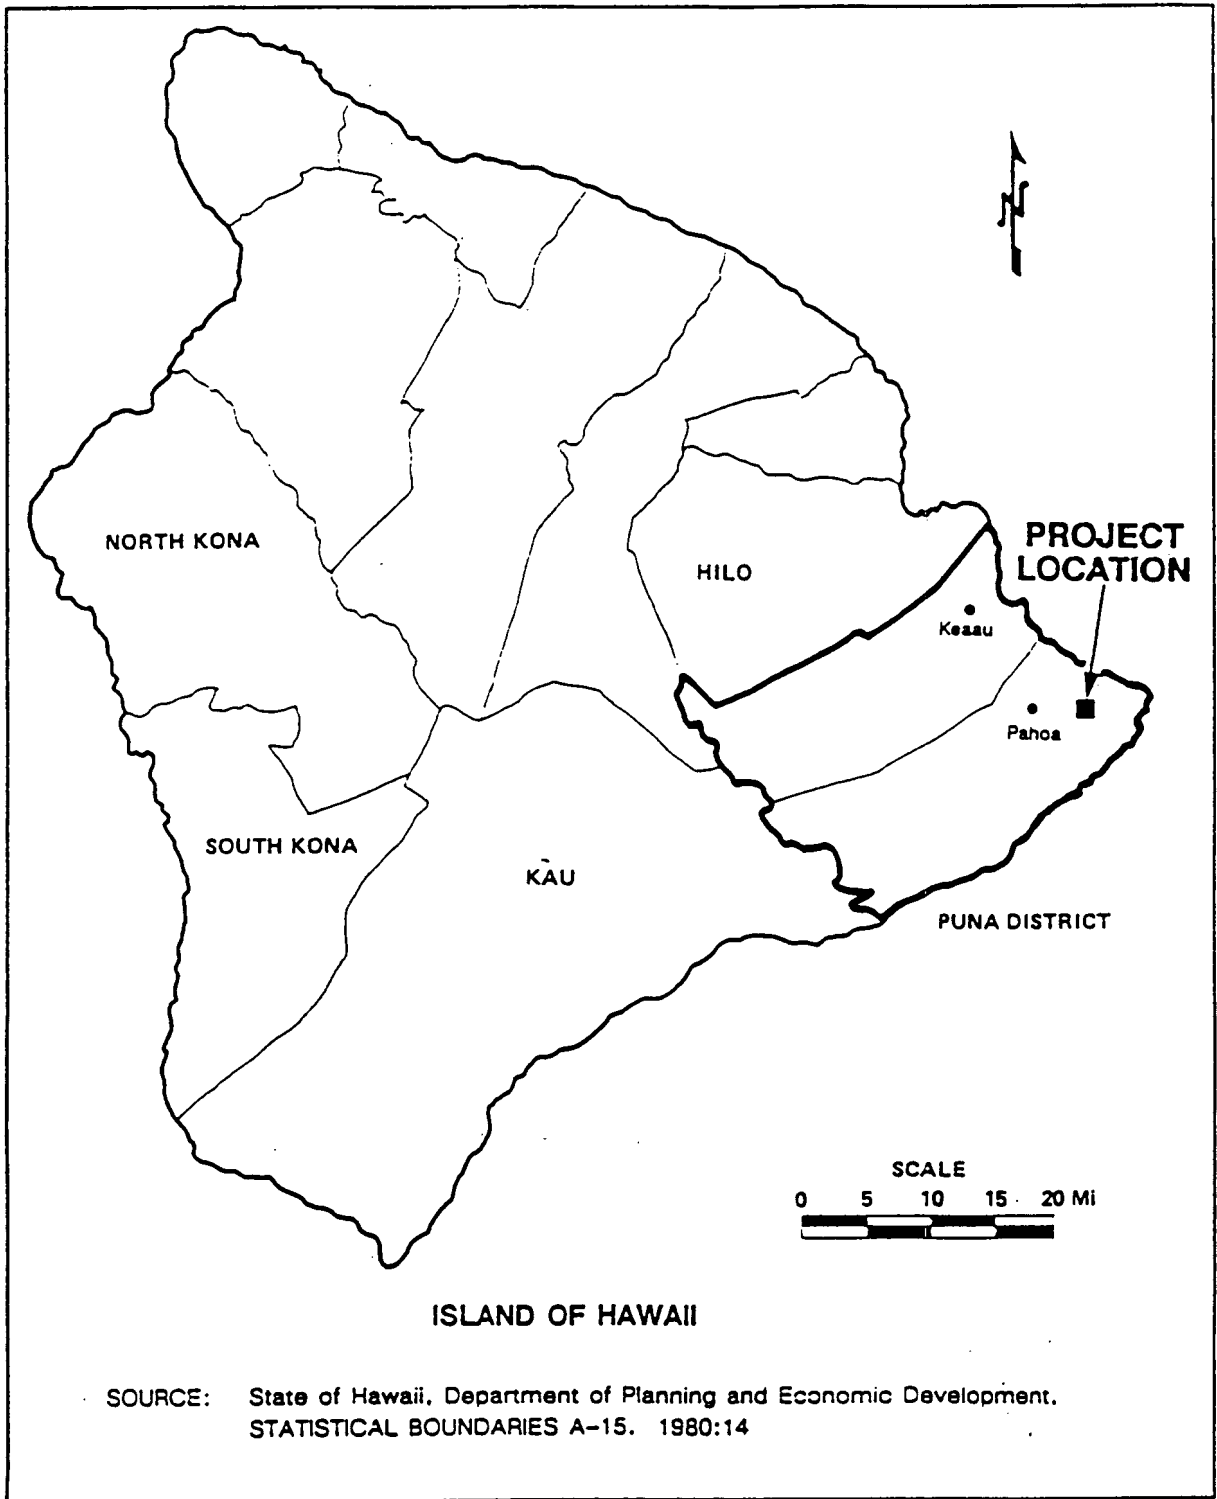 N
NORTH KONA
HILO
PROJECT
LOCATION
Keaau
Pahoa
SOUTH KONA
KĀU
PUNA DISTRICT
SCALE
0 5 10 15 20 Mi
ISLAND OF HAWAII
SOURCE: State of Hawaii, Department of Planning and Economic Development.
STATISTICAL BOUNDARIES A-15. 1980:14